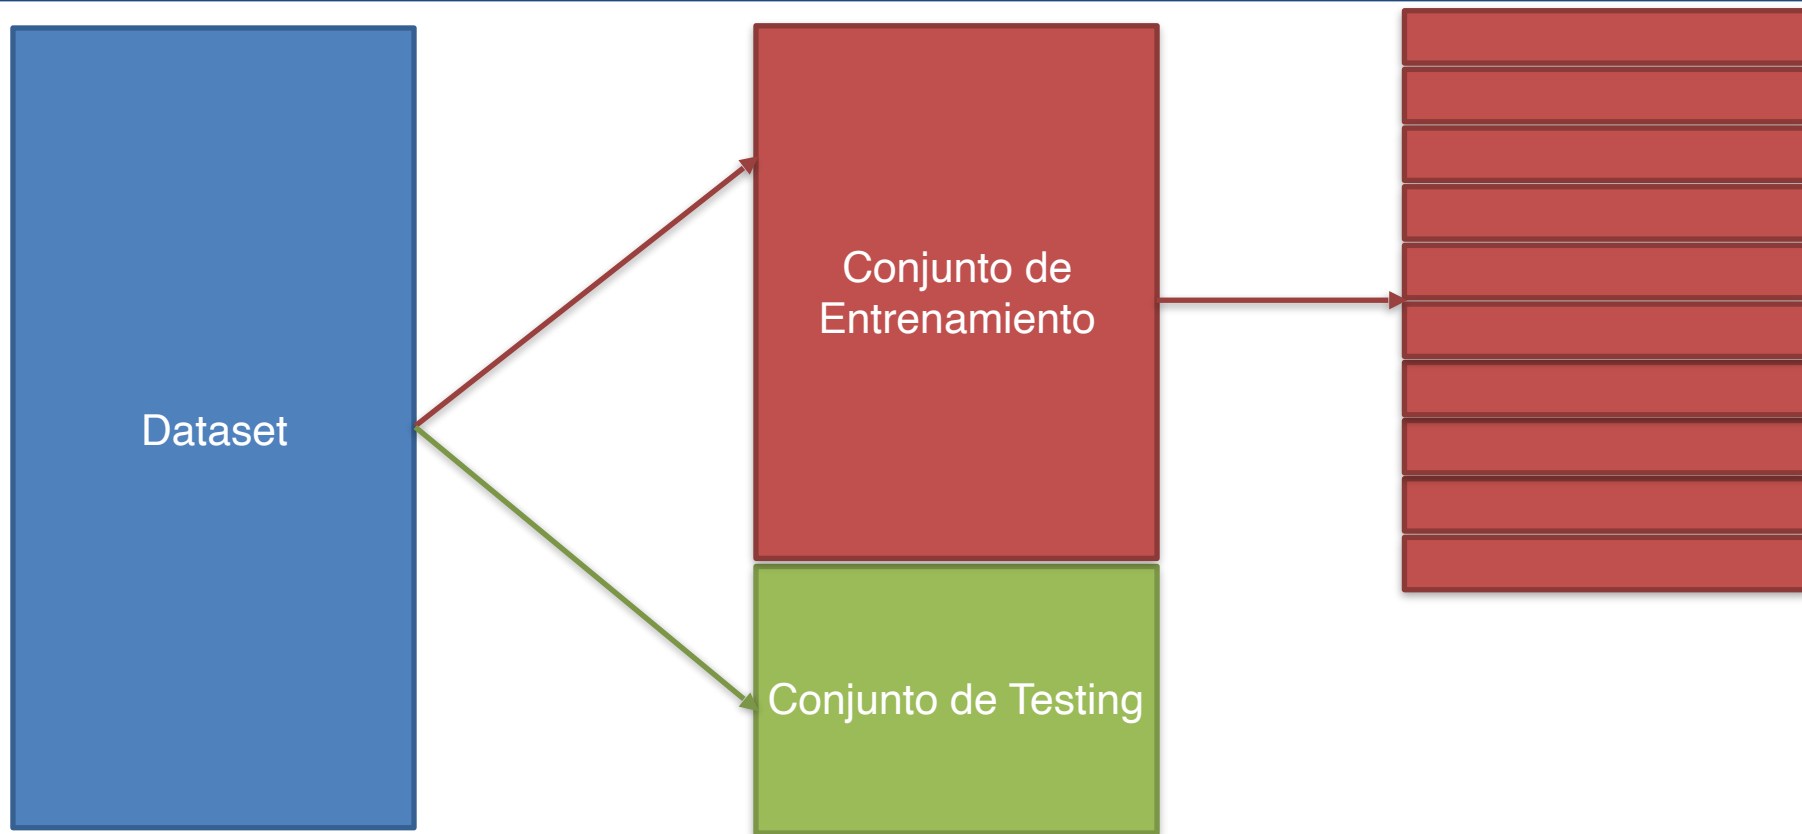 Dataset
Conjunto de
Entrenamiento
Conjunto de Testing